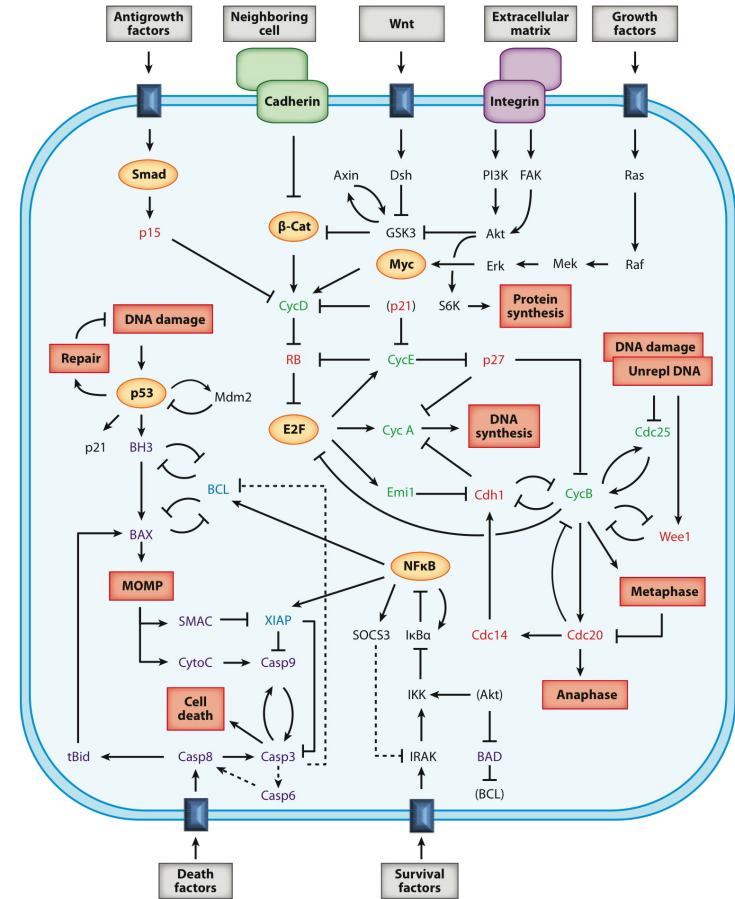 Antigrowth
factors
Neighboring
cell
Wnt
Extracellular
matrix
Growth
factors
Cadherin
Integrin
Smad
Axin
Dsh
PI3K
FAK
Ras
p15
β-Cat
GSK3
Akt
Myc
Erk
Mek
Raf
CycD
(p21)
S6K
Protein
synthesis
DNA damage
Repair
RB
CycE
p27
DNA damage
Unrepl DNA
p53
Mdm2
E2F
Cyc A
DNA
synthesis
Cdc25
p21
BH3
BCL
Emi1
Cdh1
CycB
BAX
Wee1
NFκB
MOMP
Metaphase
SMAC
XIAP
SOCS3
IκBα
Cdc14
Cdc20
CytoC
Casp9
Cell
death
IKK
(Akt)
Anaphase
tBid
Casp8
Casp3
IRAK
BAD
Casp6
(BCL)
Death
factors
Survival
factors